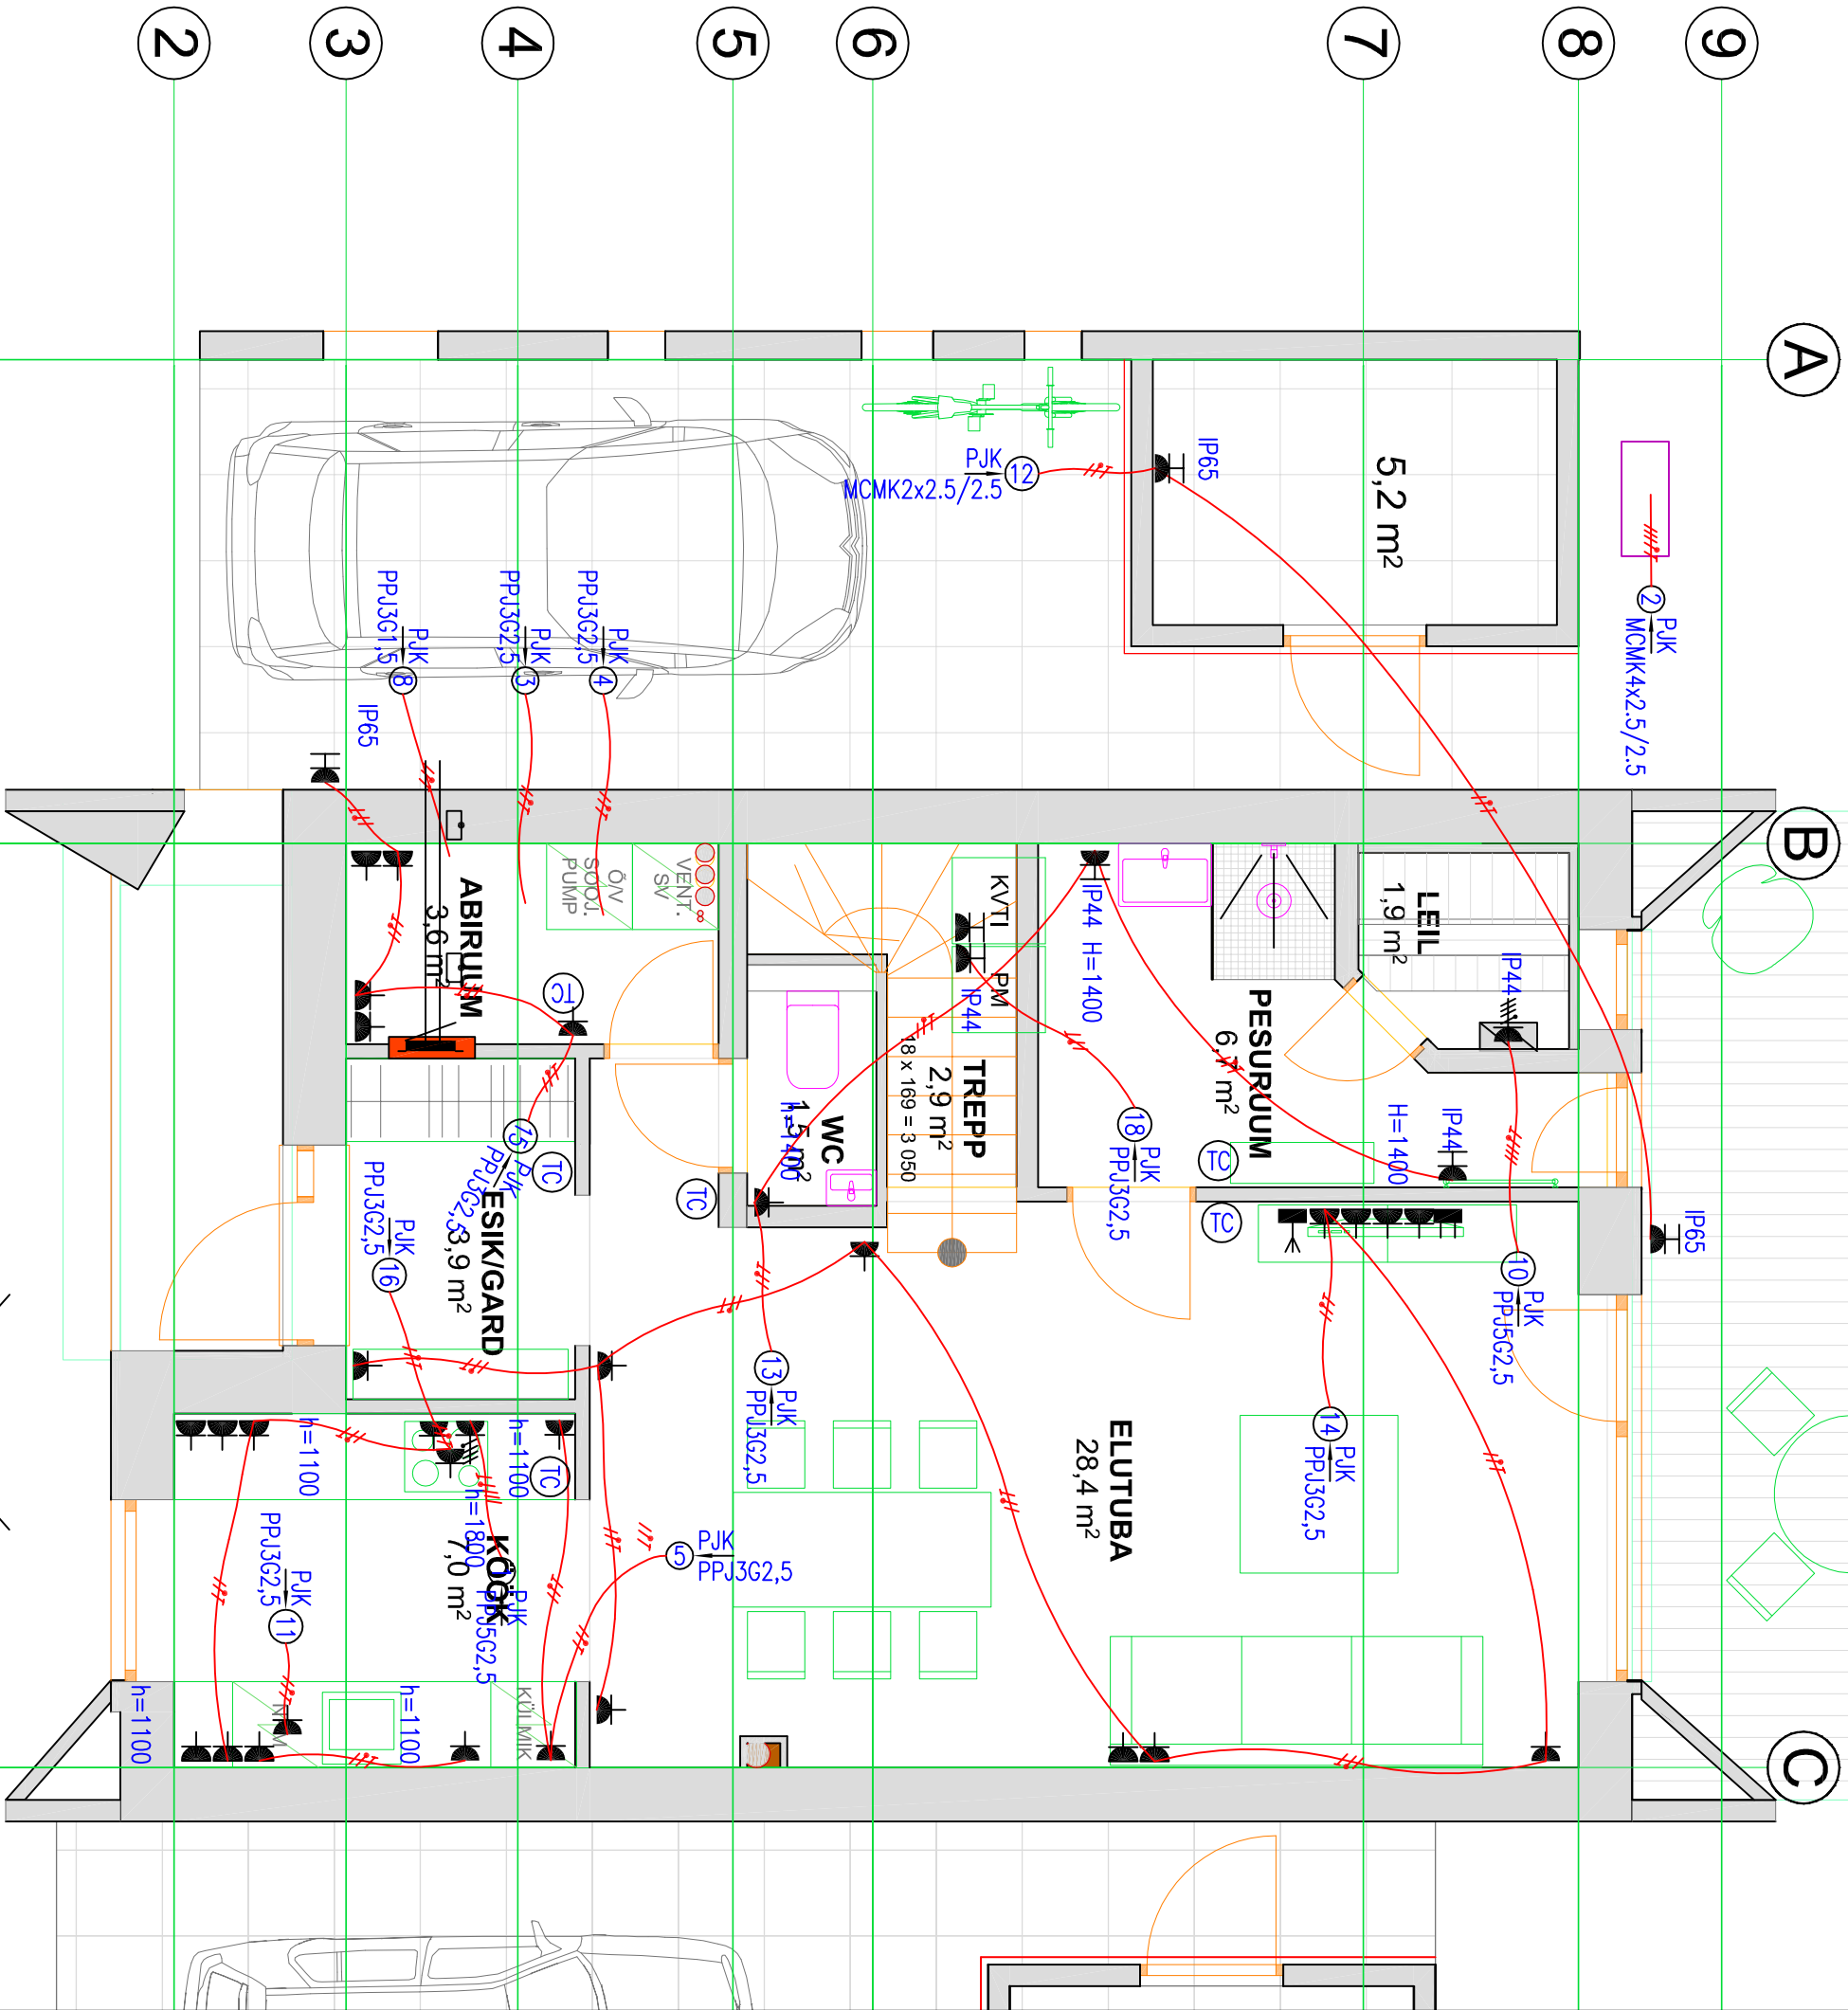 2
3
4
5
6
7
8
9
A
B
C
5,2 m²
IP65
PJK
12
MCMK2x2.5/2.5
2
PJK
MCMK4x2.5/2.5
PJK
PPJ3G1,5
8
PJK
PPJ3G2,5
3
PJK
PPJ3G2,5
4
IP65
ABIRUUM
3,6 m²
SOOJ.
PUMP
Õ/V
VENT.
SV
8
TC
KVTI
PM
IP44
IP44 H=1400
LEIL
1,9 m²
IP44
PESURUUM
6,7 m²
H=1400
IP44
TREPP
2,9 m²
18 x 169 = 3 050
WC
1,5 m²
h=1400
18
PJK
PPJ3G2,5
TC
TC
TC
TC
15
PJK
PPJ3G2,5
ESIK/GARD
3,9 m²
PJK
PPJ3G2,5
16
IP65
10
PJK
PPJ5G2,5
13
PJK
PPJ3G2,5
14
PJK
PPJ3G2,5
ELUTUBA
28,4 m²
h=1100
h=1100
TC
h=1800
KÖÖK
7,0 m²
PJK
PPJ5G2,5
5
PJK
PPJ3G2,5
PJK
PPJ3G2,5
11
h=1100
h=1100
KÜLMIK